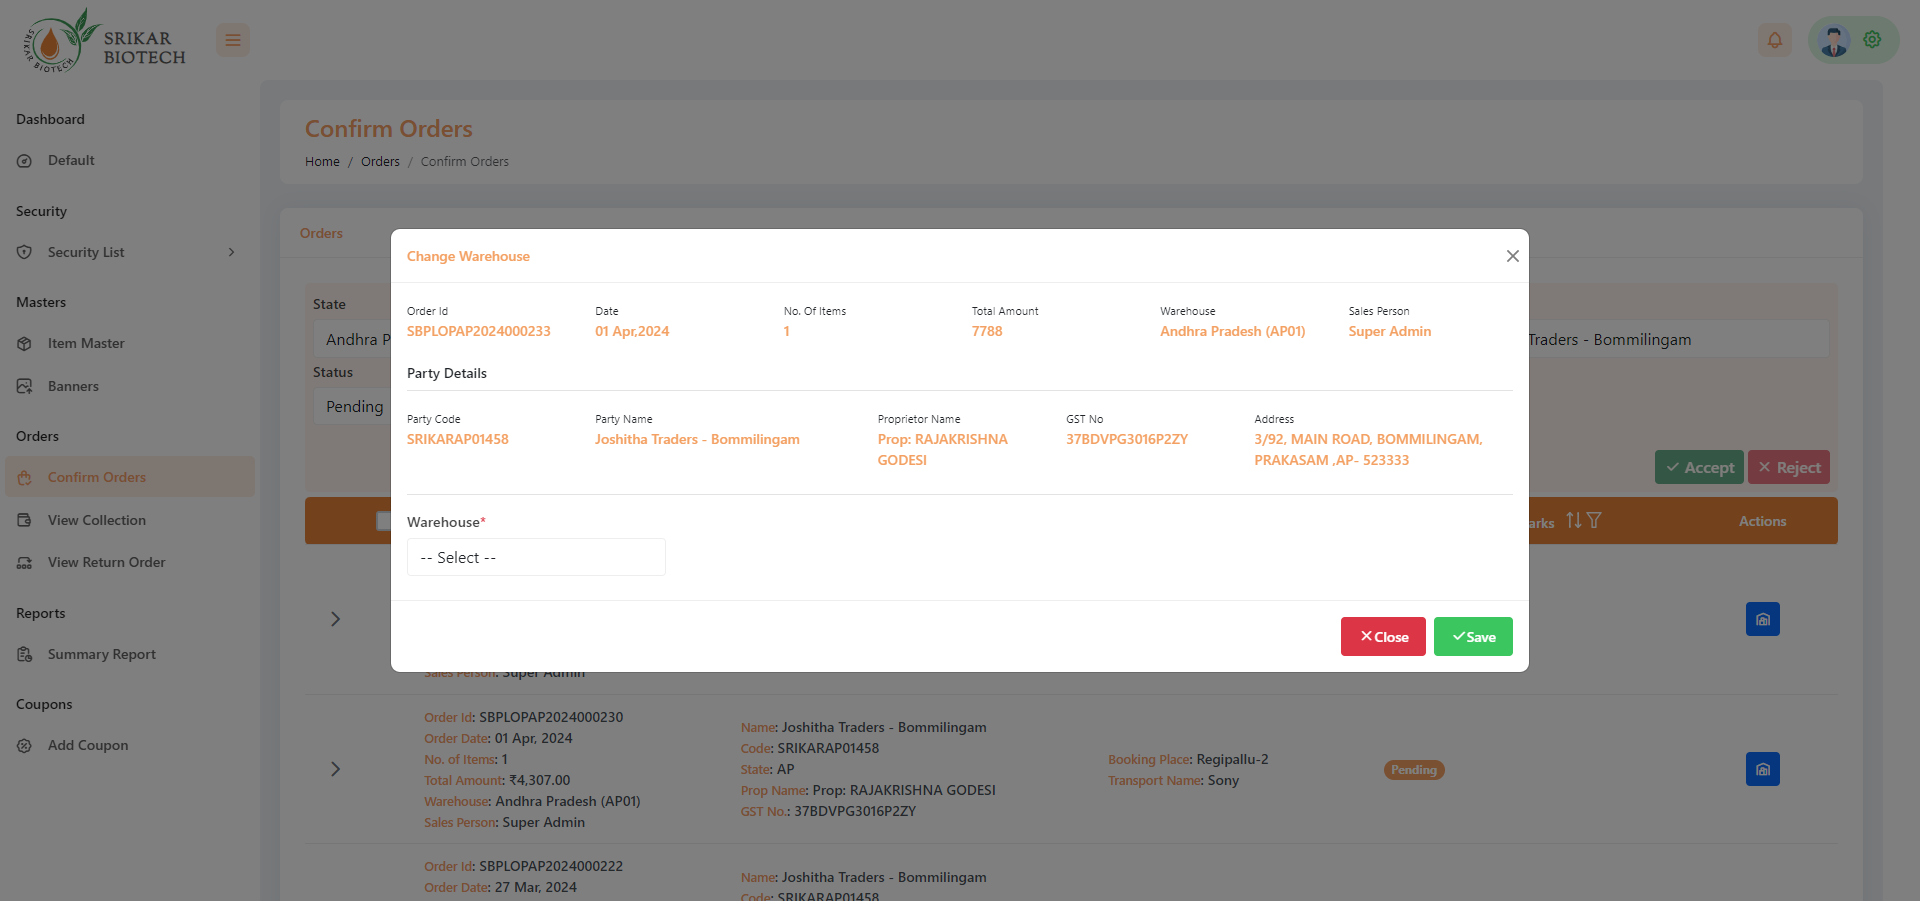 SRIKAR BIOTECH
SRIKAR
BIOTECH
Dashboard
Default
Security
Security List
Masters
Item Master
Banners
Orders
Confirm Orders
View Collection
View Return Order
Reports
Summary Report
Coupons
Add Coupon
Confirm Orders
Home / Orders / Confirm Orders
Orders
State
Andhra P
Traders - Bommilingam
Status
Pending
Accept Reject
arks Actions
Change Warehouse
Order Id Date No. Of Items Total Amount Warehouse Sales Person
SBPLOPAP2024000233 01 Apr,2024 1 7788 Andhra Pradesh (AP01) Super Admin
Party Details
Party Code Party Name Proprietor Name GST No Address
SRIKARAP01458 Joshitha Traders - Bommilingam Prop: RAJAKRISHNA 37BDVPG3016P2ZY 3/92, MAIN ROAD, BOMMILINGAM,
GODESI PRAKASAM ,AP- 523333
Warehouse*
-- Select --
Close Save
Sales Person: Super Admin
Order Id: SBPLOPAP2024000230
Order Date: 01 Apr, 2024
No. of Items: 1
Total Amount: ₹4,307.00
Warehouse: Andhra Pradesh (AP01)
Sales Person: Super Admin
Name: Joshitha Traders - Bommilingam
Code: SRIKARAP01458
State: AP
Prop Name: Prop: RAJAKRISHNA GODESI
GST No.: 37BDVPG3016P2ZY
Booking Place: Regipallu-2
Transport Name: Sony
Pending
Order Id: SBPLOPAP2024000222
Order Date: 27 Mar, 2024
Name: Joshitha Traders - Bommilingam
Code: SRIKARAP01458